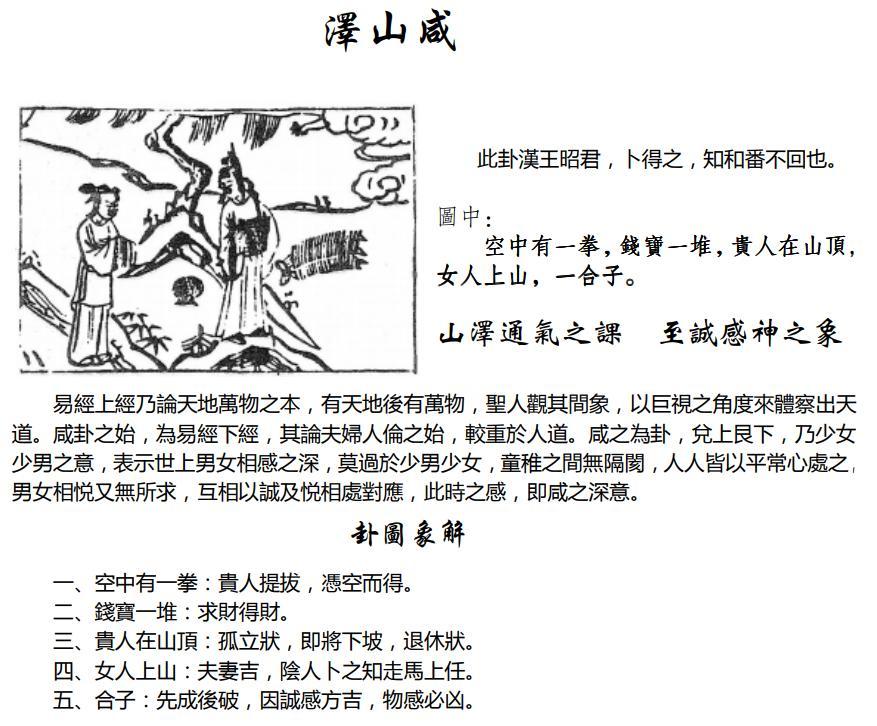 澤山咸
此卦漢王昭君，卜得之，知和番不回也。
圖中：
空中有一拳，錢寶一堆，貴人在山頂，
女人上山，一合子。
山澤通氣之課　至誠感神之象
易經上經乃論天地萬物之本，有天地後有萬物，聖人觀其間象，以巨視之角度來體察出天
道。咸卦之始，為易經下經，其論夫婦人倫之始，較重於人道。咸之為卦，兌上艮下，乃少女
少男之意，表示世上男女相感之深，莫過於少男少女，童稚之間無隔閡，人人皆以平常心處之，
男女相悅又無所求，互相以誠及悅相處對應，此時之感，即咸之深意。
卦圖象解
一、空中有一拳：貴人提拔，憑空而得。
二、錢寶一堆：求財得財。
三、貴人在山頂：孤立狀，即將下坡，退休狀。
四、女人上山：夫妻吉，陰人卜之知走馬上任。
五、合子：先成後破，因誠感方吉，物感必凶。